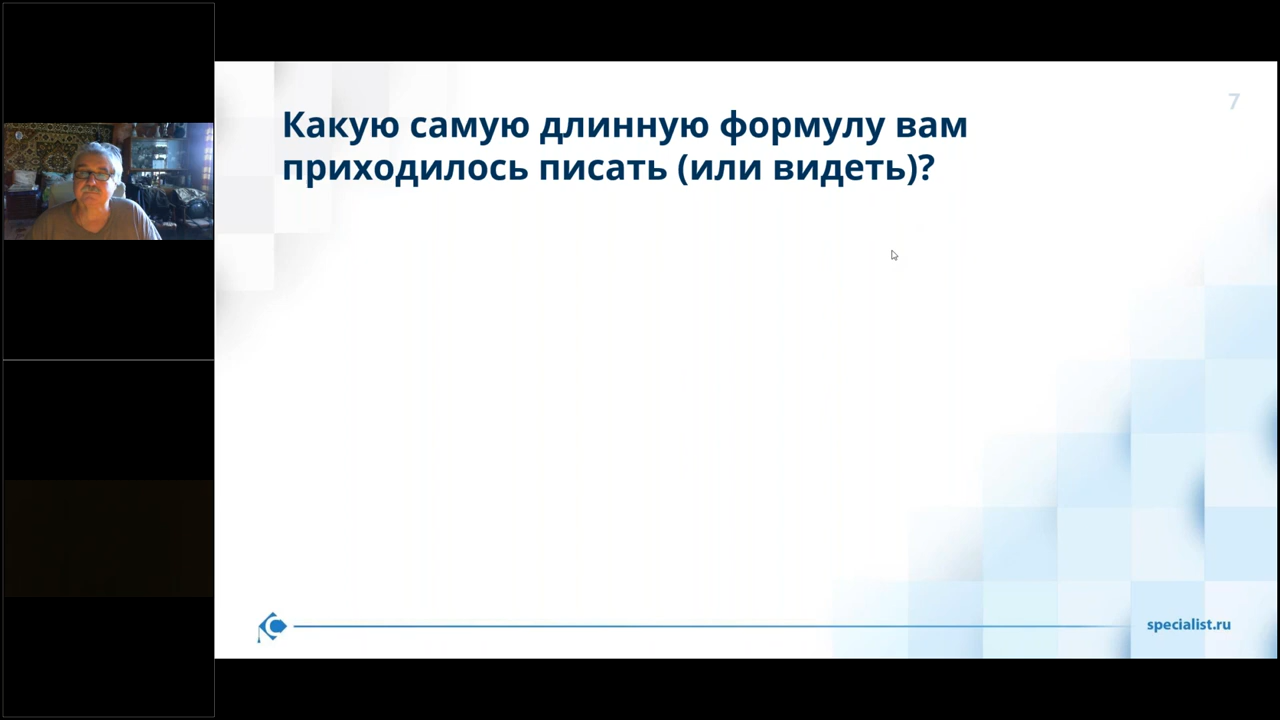 7
Какую самую длинную формулу вам
приходилось писать (или видеть)?
specialist.ru